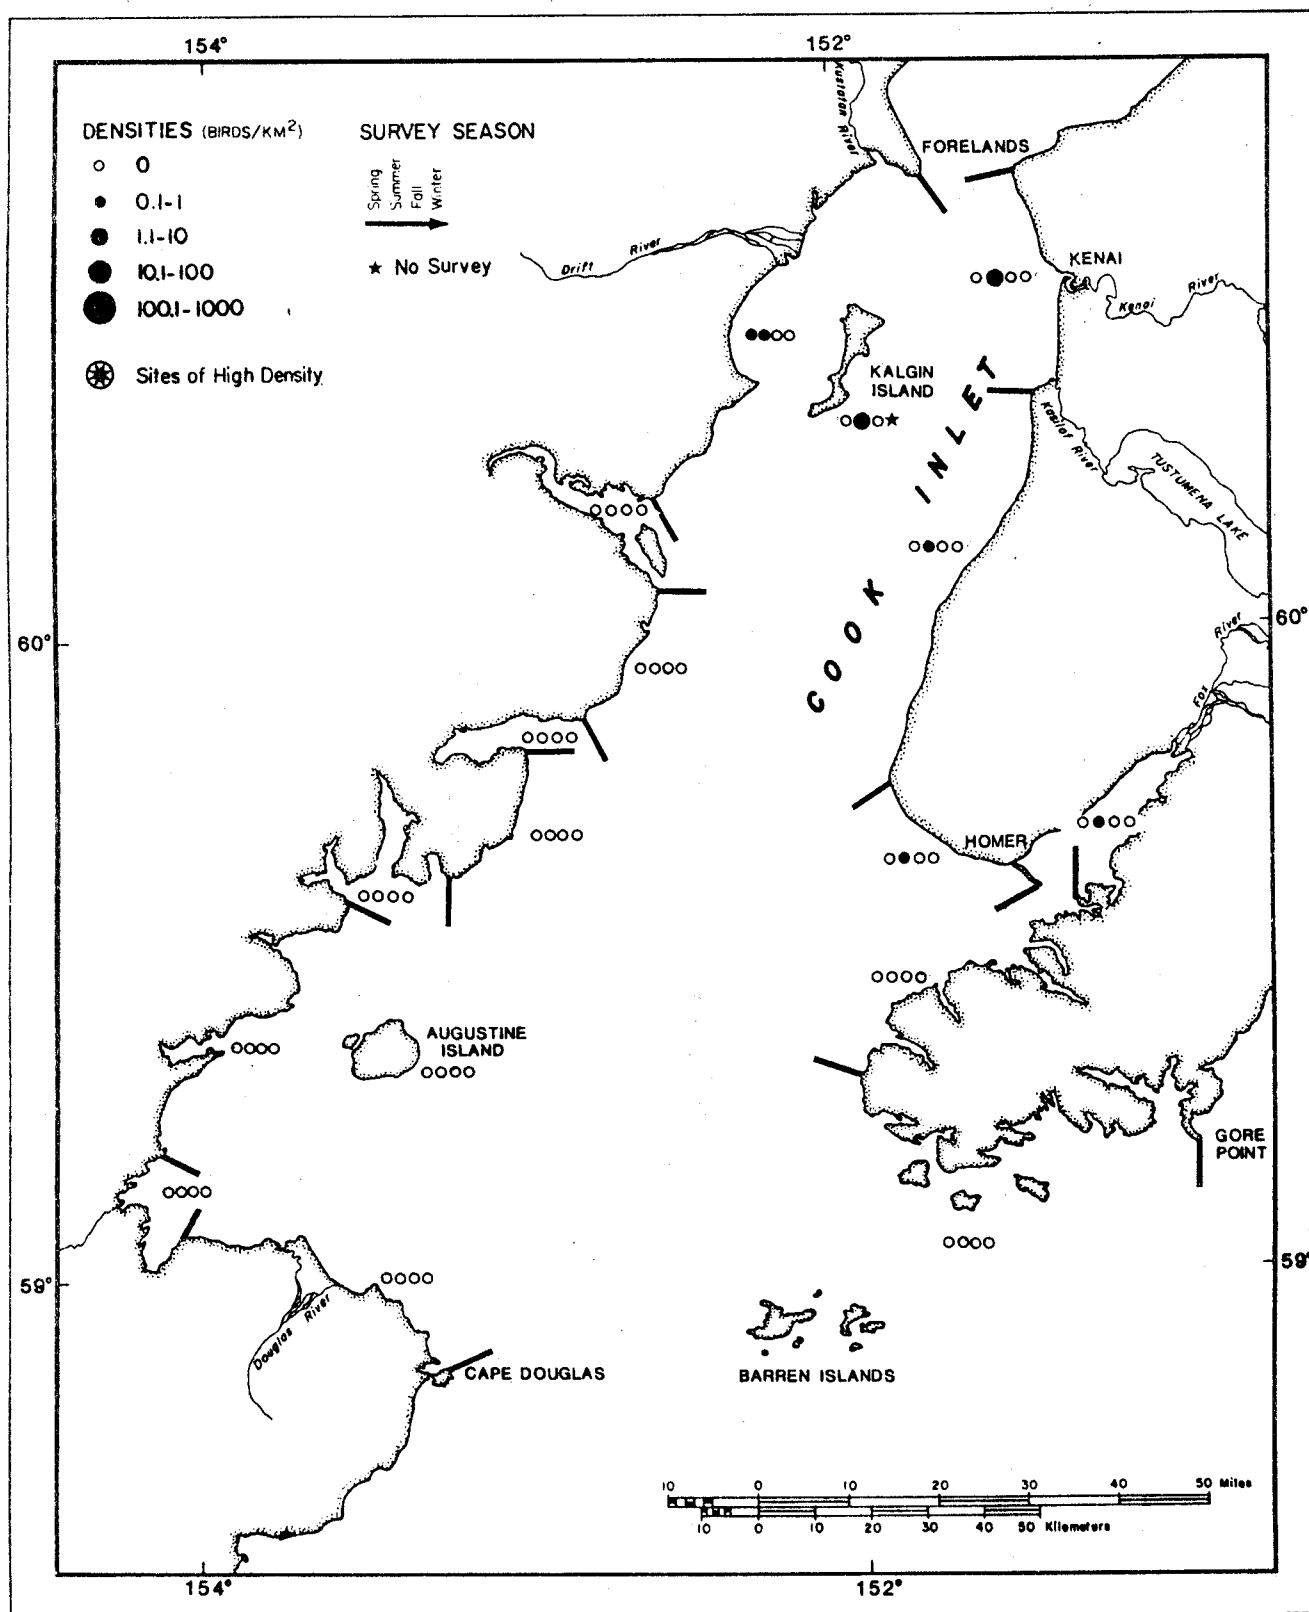 154°
152°
DENSITIES (BIRDS/KM²)
0
0.1-1
1.1-10
10.1-100
100.1-1000
Sites of High Density
SURVEY SEASON
Spring
Summer
Fall
Winter
★ No Survey
Kustatan River
FORELANDS
Drift River
KENAI
Kenai River
KALGIN
ISLAND
COOK INLET
Kasilof River
TUSTUMENA LAKE
60°
60°
Fox River
HOMER
AUGUSTINE
ISLAND
GORE
POINT
59°
59°
Douglas River
CAPE DOUGLAS
BARREN ISLANDS
10 0 10 20 30 40 50 Miles
10 0 10 20 30 40 50 Kilometers
154°
152°